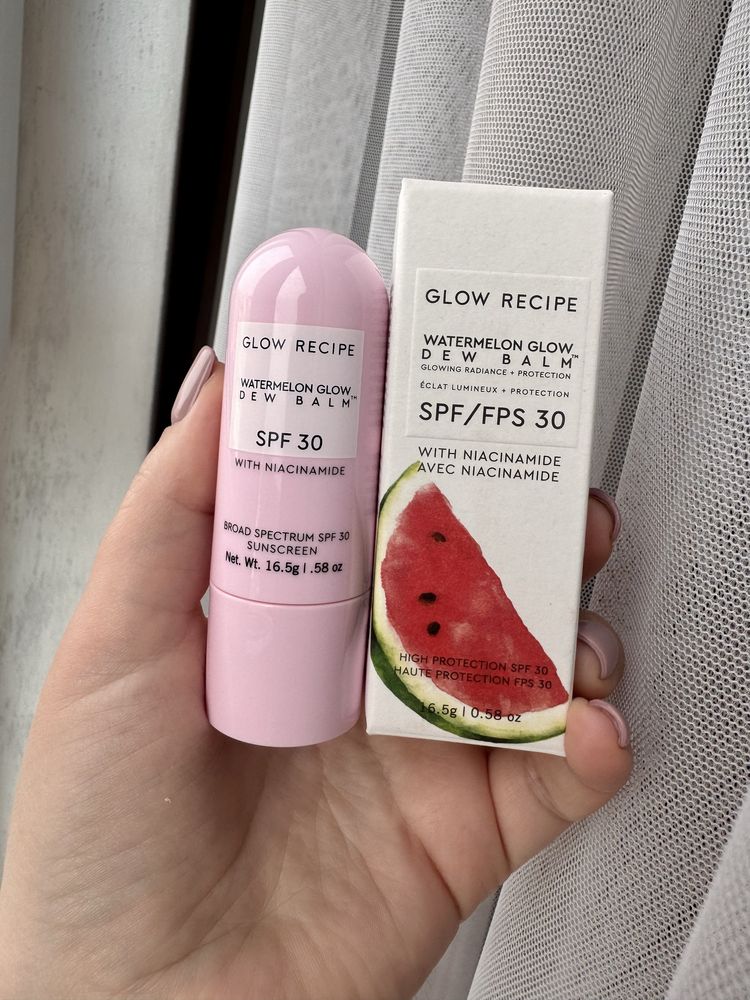 GLOW RECIPE
WATERMELON GLOW
DEW BALM™
SPF 30
WITH NIACINAMIDE
BROAD SPECTRUM SPF 30
SUNSCREEN
Net. Wt. 16.5g | .58 oz
GLOW RECIPE
WATERMELON GLOW
DEW BALM™
GLOWING RADIANCE + PROTECTION
ÉCLAT LUMINEUX + PROTECTION
SPF/FPS 30
WITH NIACINAMIDE
AVEC NIACINAMIDE
HIGH PROTECTION SPF 30
HAUTE PROTECTION FPS 30
16.5g | 0.58 oz